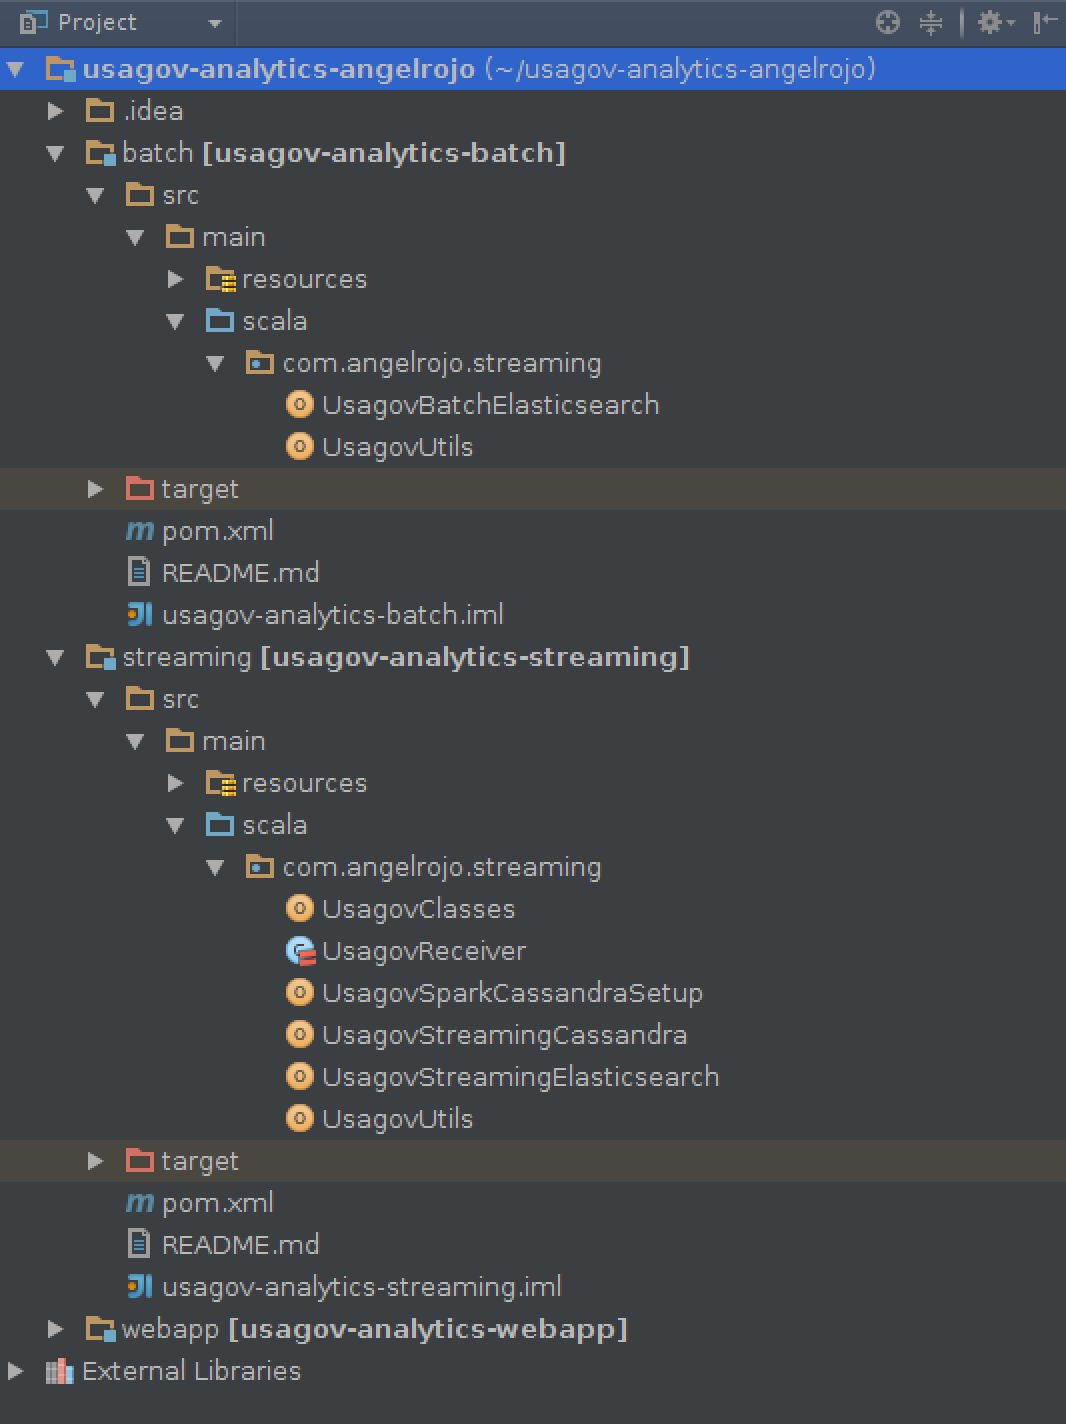 Project
usagov-analytics-angelrojo (~/usagov-analytics-angelrojo)
.idea
batch [usagov-analytics-batch]
src
main
resources
scala
com.angelrojo.streaming
UsagovBatchElasticsearch
UsagovUtils
target
pom.xml
README.md
usagov-analytics-batch.iml
streaming [usagov-analytics-streaming]
src
main
resources
scala
com.angelrojo.streaming
UsagovClasses
UsagovReceiver
UsagovSparkCassandraSetup
UsagovStreamingCassandra
UsagovStreamingElasticsearch
UsagovUtils
target
pom.xml
README.md
usagov-analytics-streaming.iml
webapp [usagov-analytics-webapp]
External Libraries